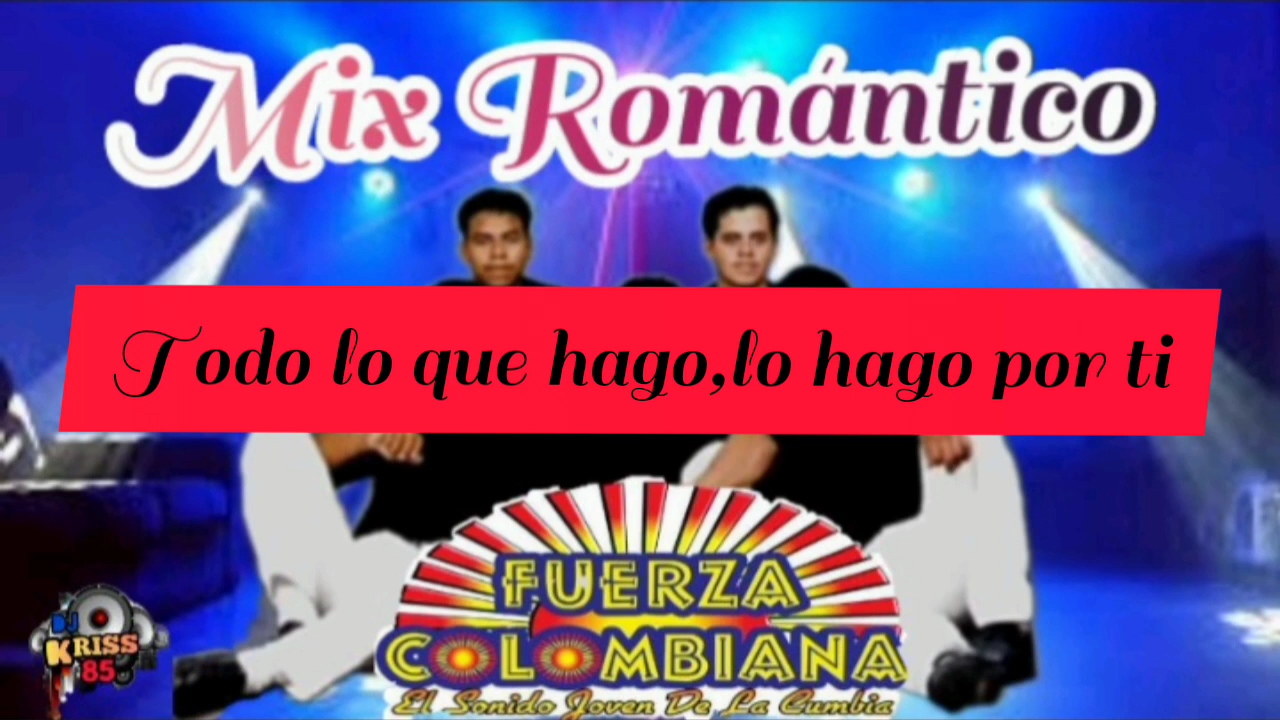 Mix Romántico
Todo lo que hago,lo hago por ti
FUERZA
COLOMBIANA
El Sonido Joven De La Cumbia
DJ
KRISS
85